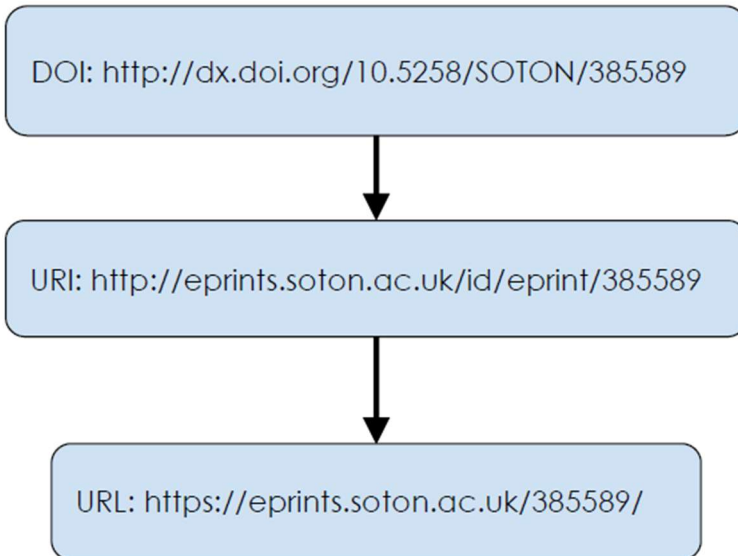 DOI: http://dx.doi.org/10.5258/SOTON/385589
URI: http://eprints.soton.ac.uk/id/eprint/385589
URL: https://eprints.soton.ac.uk/385589/